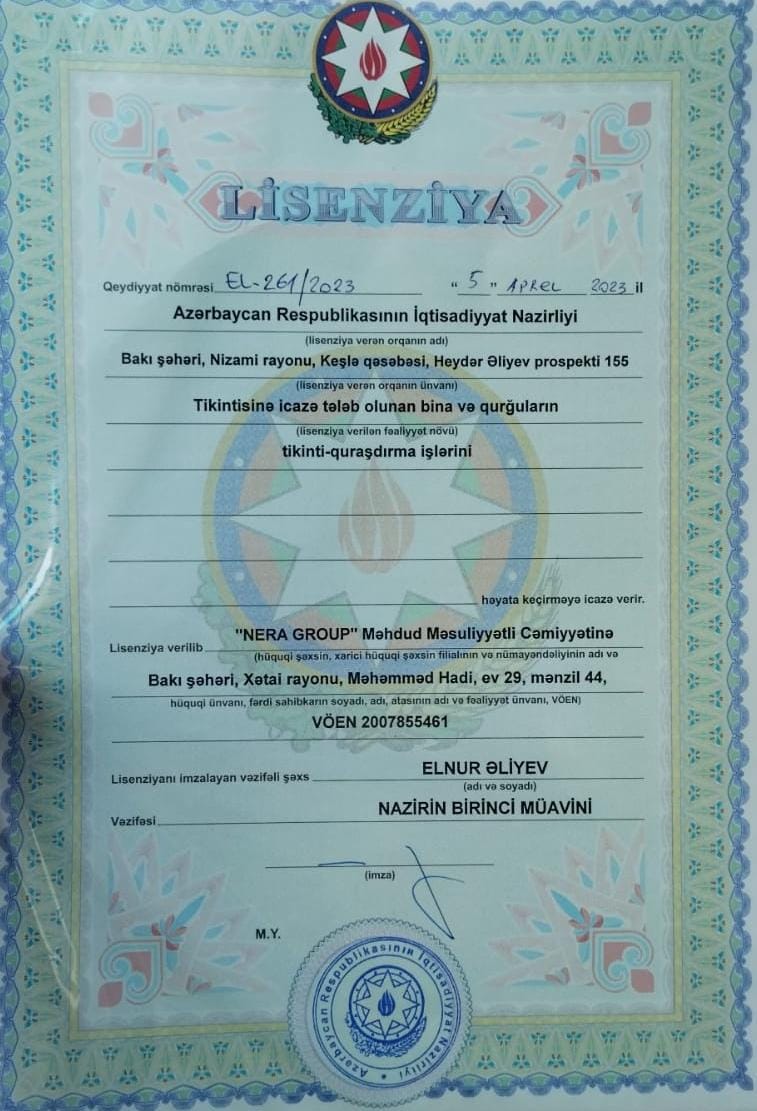 LİSENZİYA
Qeydiyyat nömrəsi EL-261/2023 " 5 " APREL 2023 il
Azərbaycan Respublikasının İqtisadiyyat Nazirliyi
(lisenziya verən orqanın adı)
Bakı şəhəri, Nizami rayonu, Keşlə qəsəbəsi, Heydər Əliyev prospekti 155
(lisenziya verən orqanın ünvanı)
Tikintisinə icazə tələb olunan bina və qurğuların
(lisenziya verilən fəaliyyət növü)
tikinti-quraşdırma işlərini
həyata keçirməyə icazə verir.
Lisenziya verilib "NERA GROUP" Məhdud Məsuliyyətli Cəmiyyətinə
(hüquqi şəxsin, xarici hüquqi şəxsin filialının və nümayəndəliyinin adı və
Bakı şəhəri, Xətai rayonu, Məhəmməd Hadi, ev 29, mənzil 44,
hüquqi ünvanı, fərdi sahibkarın soyadı, adı, atasının adı və fəaliyyət ünvanı, VÖEN)
VÖEN 2007855461
Lisenziyanı imzalayan vəzifəli şəxs ELNUR ƏLİYEV
(adı və soyadı)
Vəzifəsi NAZİRİN BİRİNCİ MÜAVİNİ
(imza)
M.Y.
Azərbaycan Respublikasının İqtisadiyyat Nazirliyi